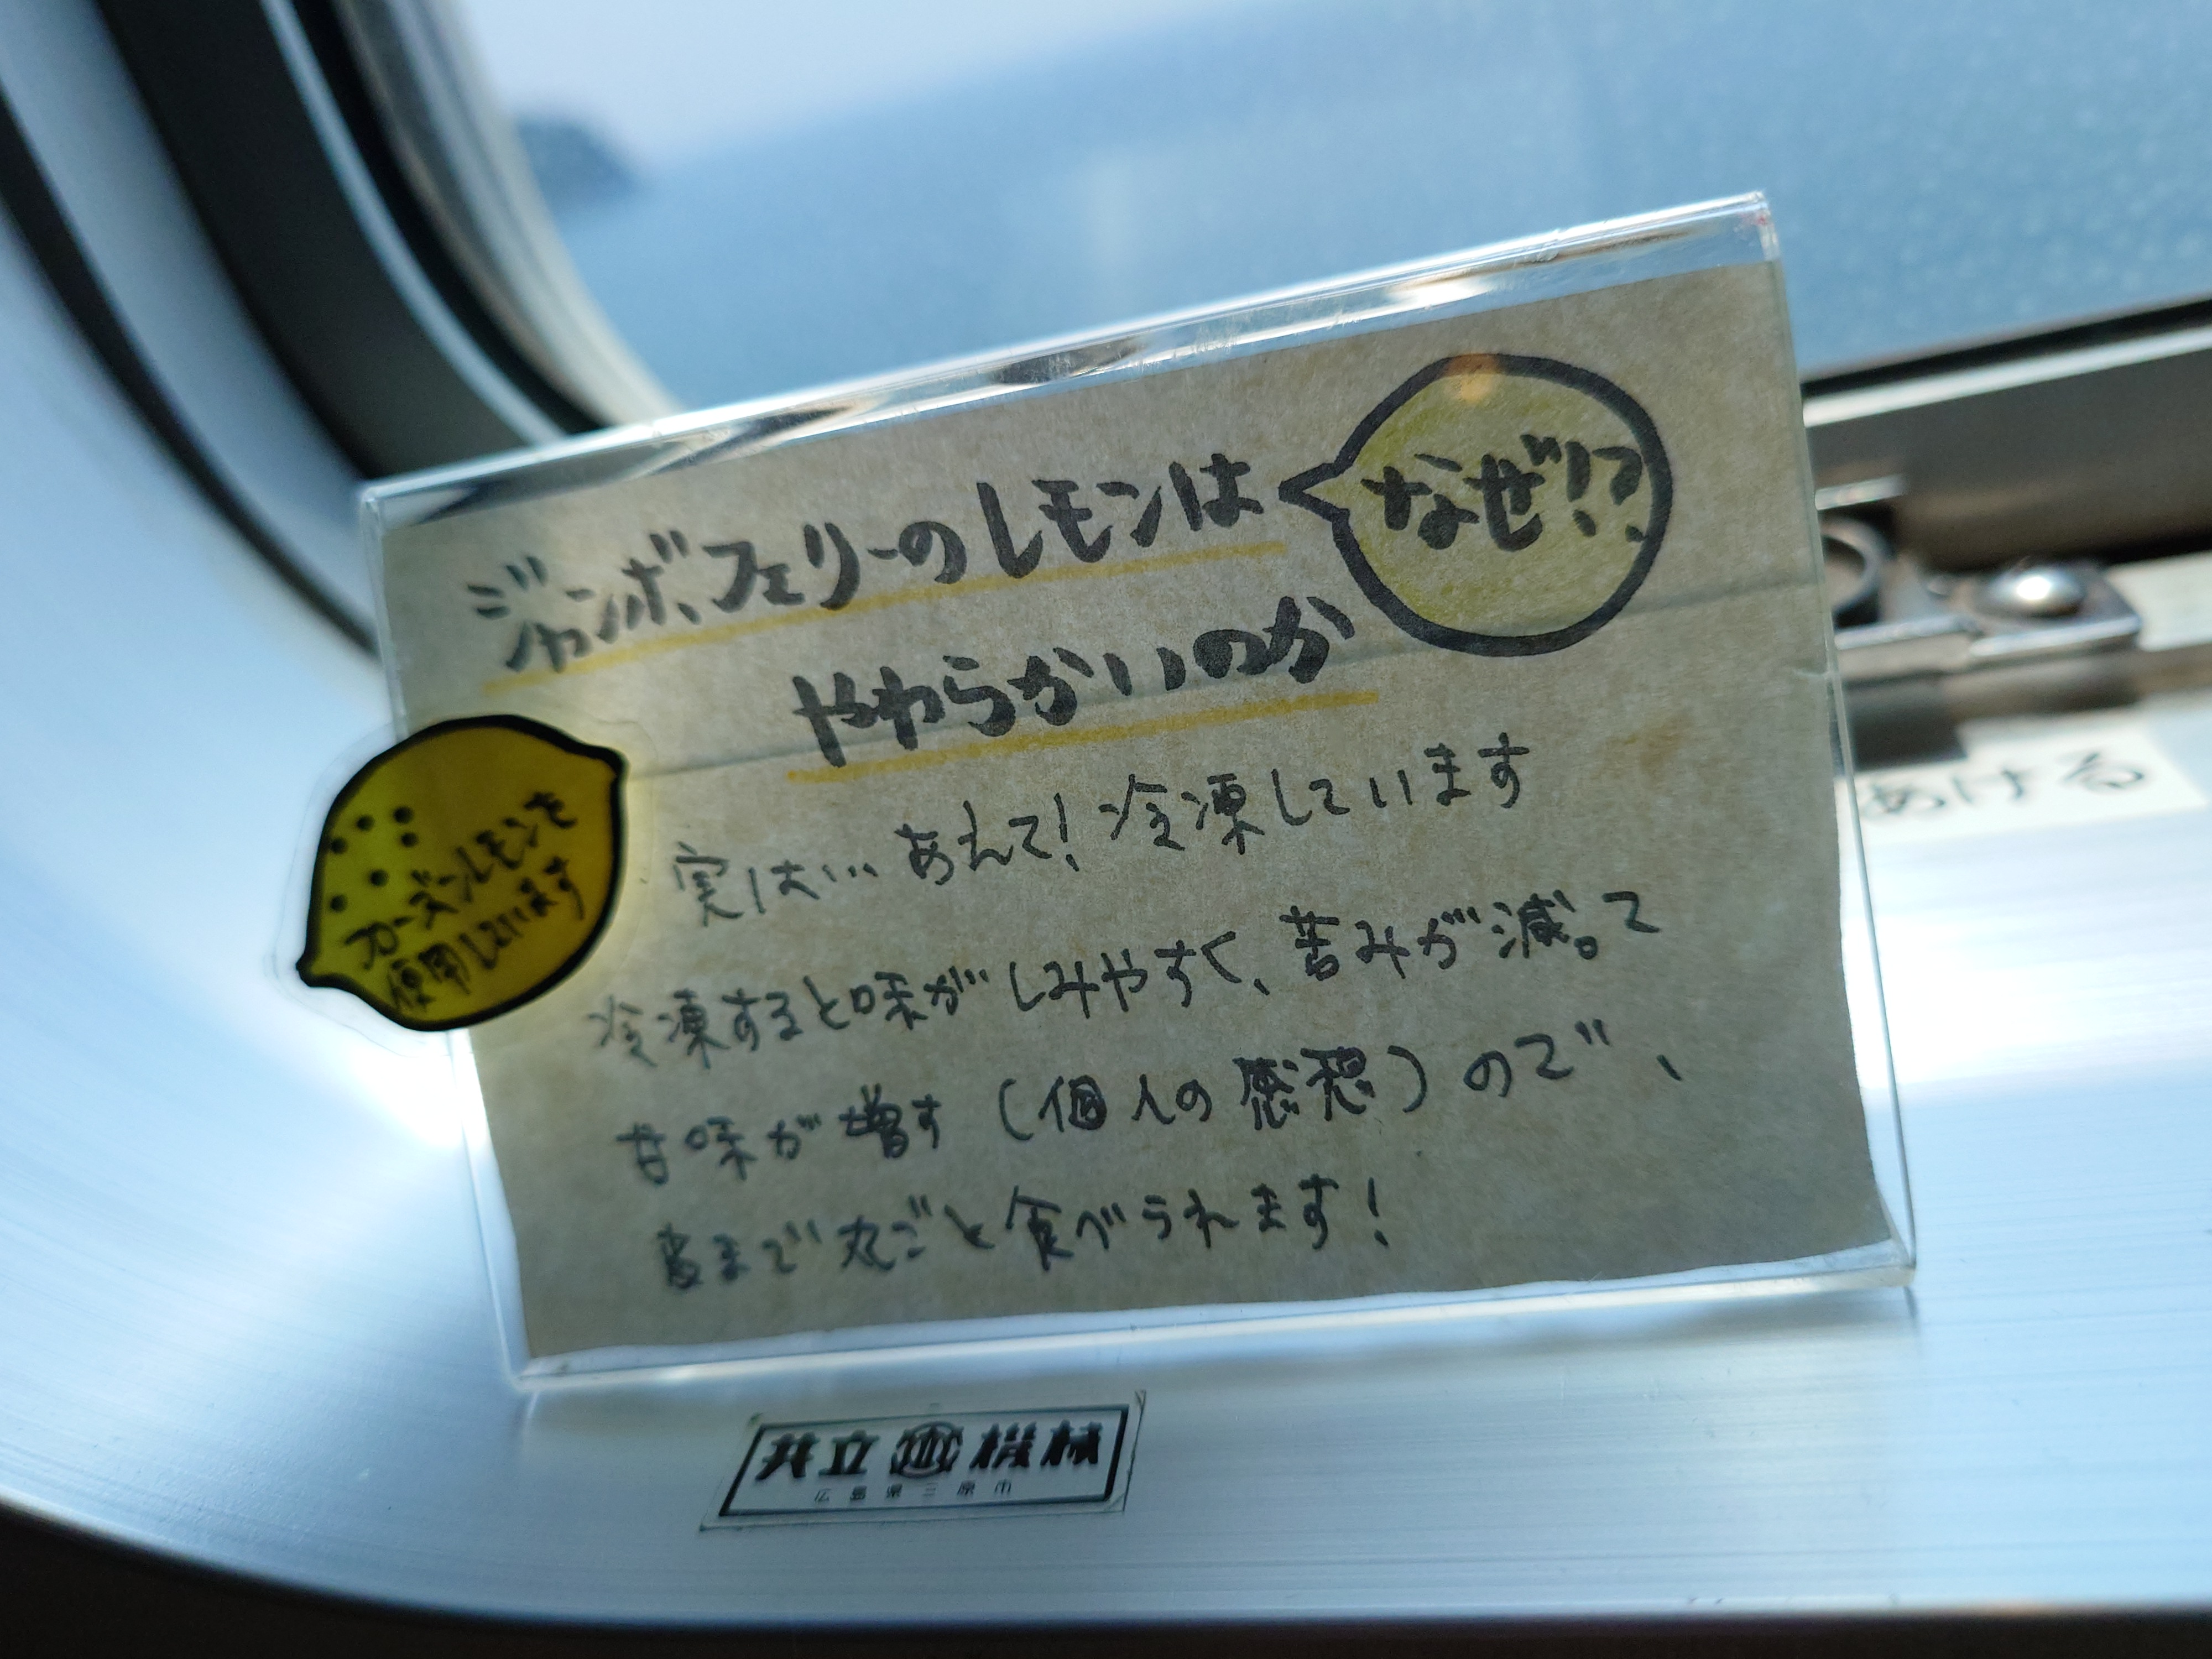 ジャンボフェリーのレモンは
なぜ!?
やわらかいのか
実は… あえて! 冷凍しています
冷凍すると味がしみやすく、苦みが減って
甘味が増す(個人の感想)ので、
皮まで丸ごと食べられます!
フローズンレモンを
使用しています
あける
共立 機械
広島県三原市